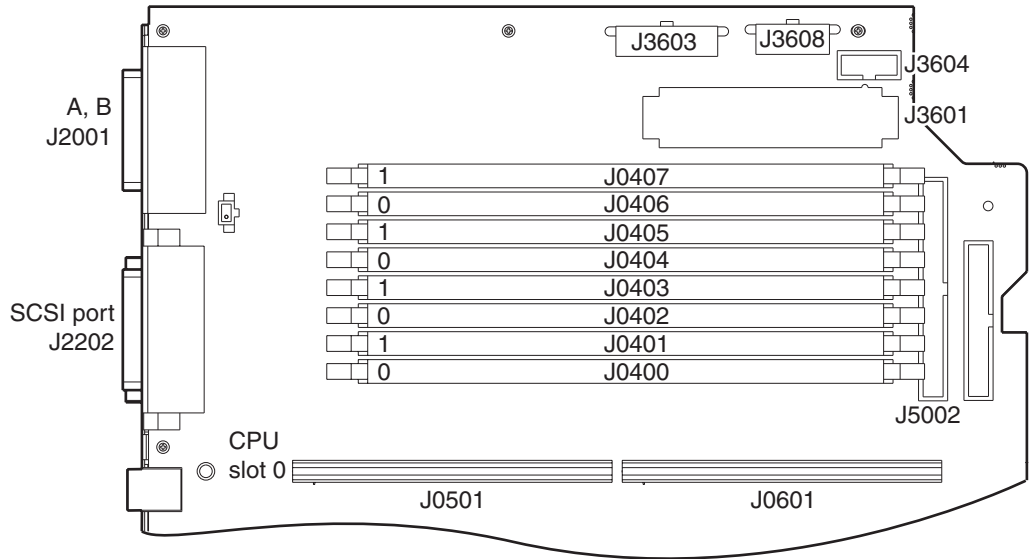 J3603
J3608
J3604
J3601
A, B
J2001
1 J0407
0 J0406
1 J0405
0 J0404
1 J0403
0 J0402
1 J0401
0 J0400
SCSI port
J2202
J5002
CPU
slot 0
J0501
J0601